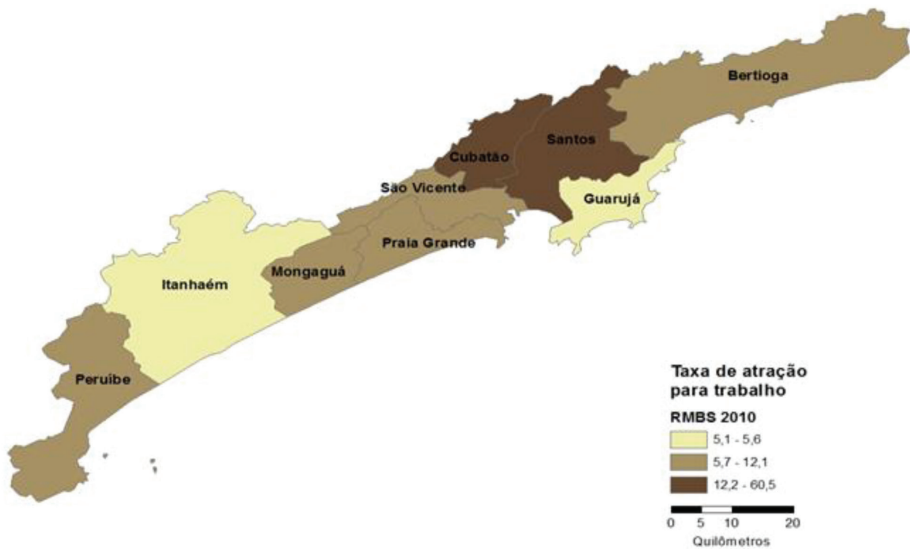 Bertioga
Santos
Cubatão
São Vicente
Guarujá
Praia Grande
Mongaguá
Itanhaém
Peruíbe
Taxa de atração
para trabalho
RMBS 2010
5,1 - 5,6
5,7 - 12,1
12,2 - 60,5
0 5 10 20
Quilômetros